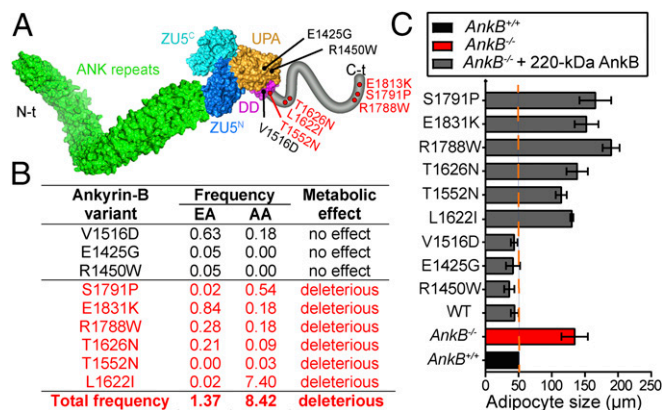 A
ZU5C
UPA
E1425G
R1450W
ANK repeats
C-t
N-t
E1813K
S1791P
R1788W
DD
T1626N
L1622I
T1552N
ZU5N
V1516D
B
Ankyrin-B variant Frequency Metabolic effect
EA AA
V1516D 0.63 0.18 no effect
E1425G 0.05 0.00 no effect
R1450W 0.05 0.00 no effect
S1791P 0.02 0.54 deleterious
E1831K 0.84 0.18 deleterious
R1788W 0.28 0.18 deleterious
T1626N 0.21 0.09 deleterious
T1552N 0.00 0.03 deleterious
L1622I 0.02 7.40 deleterious
Total frequency 1.37 8.42 deleterious
C
AnkB+/+
AnkB-/-
AnkB-/- + 220-kDa AnkB
S1791P
E1831K
R1788W
T1626N
T1552N
L1622I
V1516D
E1425G
R1450W
WT
AnkB-/-
AnkB+/+
0 50 100 150 200 250
Adipocyte size (µm)